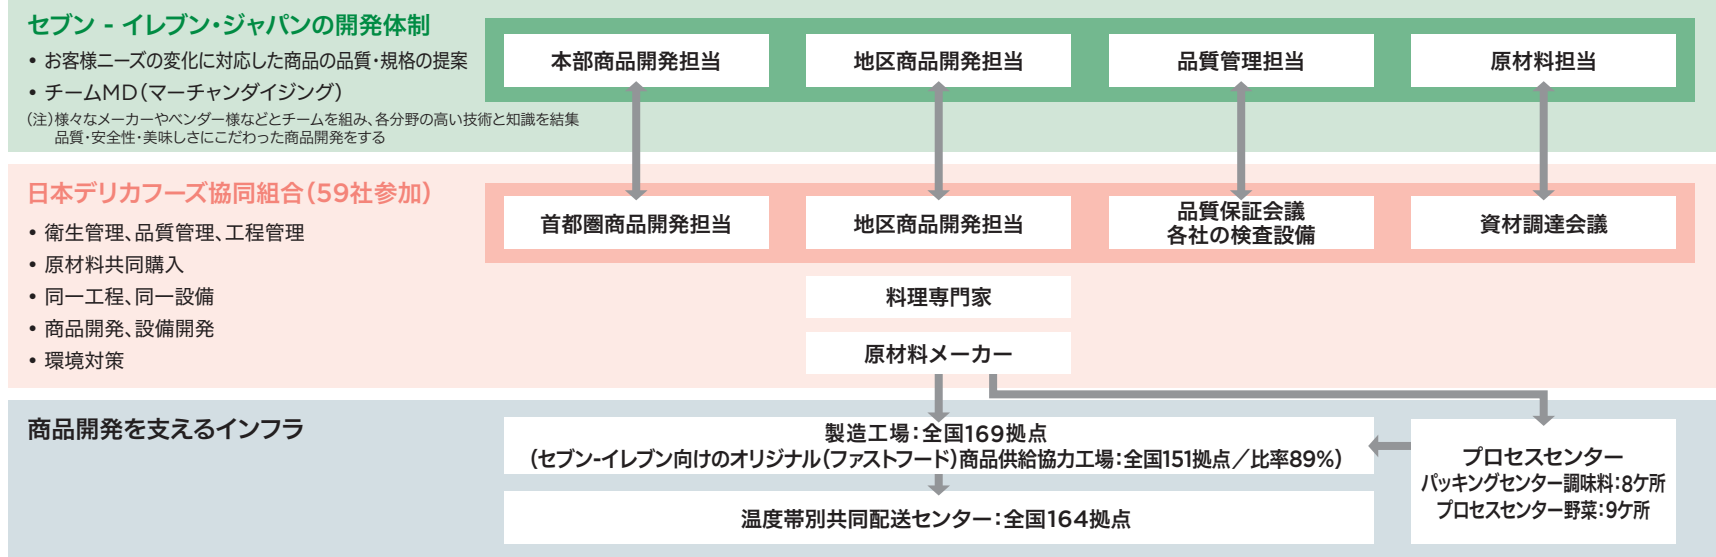 セブン - イレブン・ジャパンの開発体制
• お客様ニーズの変化に対応した商品の品質・規格の提案
• チームMD（マーチャンダイジング）
（注）様々なメーカーやベンダー様などとチームを組み、各分野の高い技術と知識を結集
品質・安全性・美味しさにこだわった商品開発をする
本部商品開発担当
地区商品開発担当
品質管理担当
原材料担当
日本デリカフーズ協同組合（59社参加）
• 衛生管理、品質管理、工程管理
• 原材料共同購入
• 同一工程、同一設備
• 商品開発、設備開発
• 環境対策
首都圏商品開発担当
地区商品開発担当
品質保証会議
各社の検査設備
資材調達会議
料理専門家
原材料メーカー
商品開発を支えるインフラ
製造工場：全国169拠点
（セブン-イレブン向けのオリジナル（ファストフード）商品供給協力工場：全国151拠点／比率89%）
温度帯別共同配送センター：全国164拠点
プロセスセンター
パッキングセンター調味料：8ケ所
プロセスセンター野菜：9ケ所